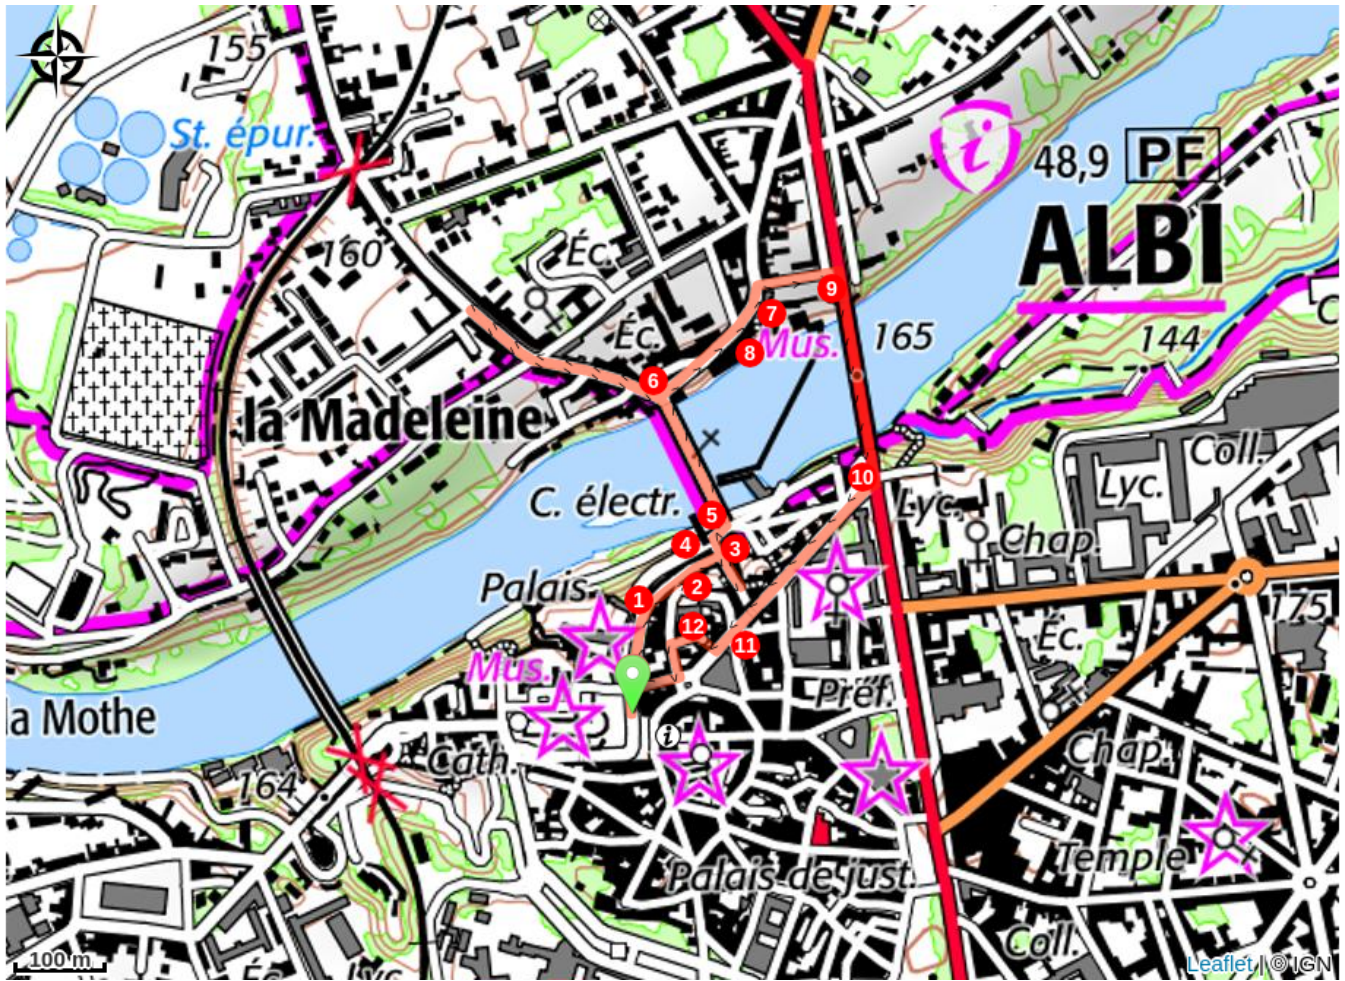 155
St. épur.
48,9 PF
ALBI
160
Éc.
9
7
Mus.
8
165
144
C
Éc.
6
la Madeleine
Coll.
Lyc.
10
C. électr.
5
Lyc.
Chap.
4
3
Palais
2
1
175
12
Éc.
11
Mus.
Préf.
la Mothe
i
Chap.
Cath.
164
Temple
Palais de just.
Coll.
100 m
Éc.
Lyc.
Leaflet | © IGN